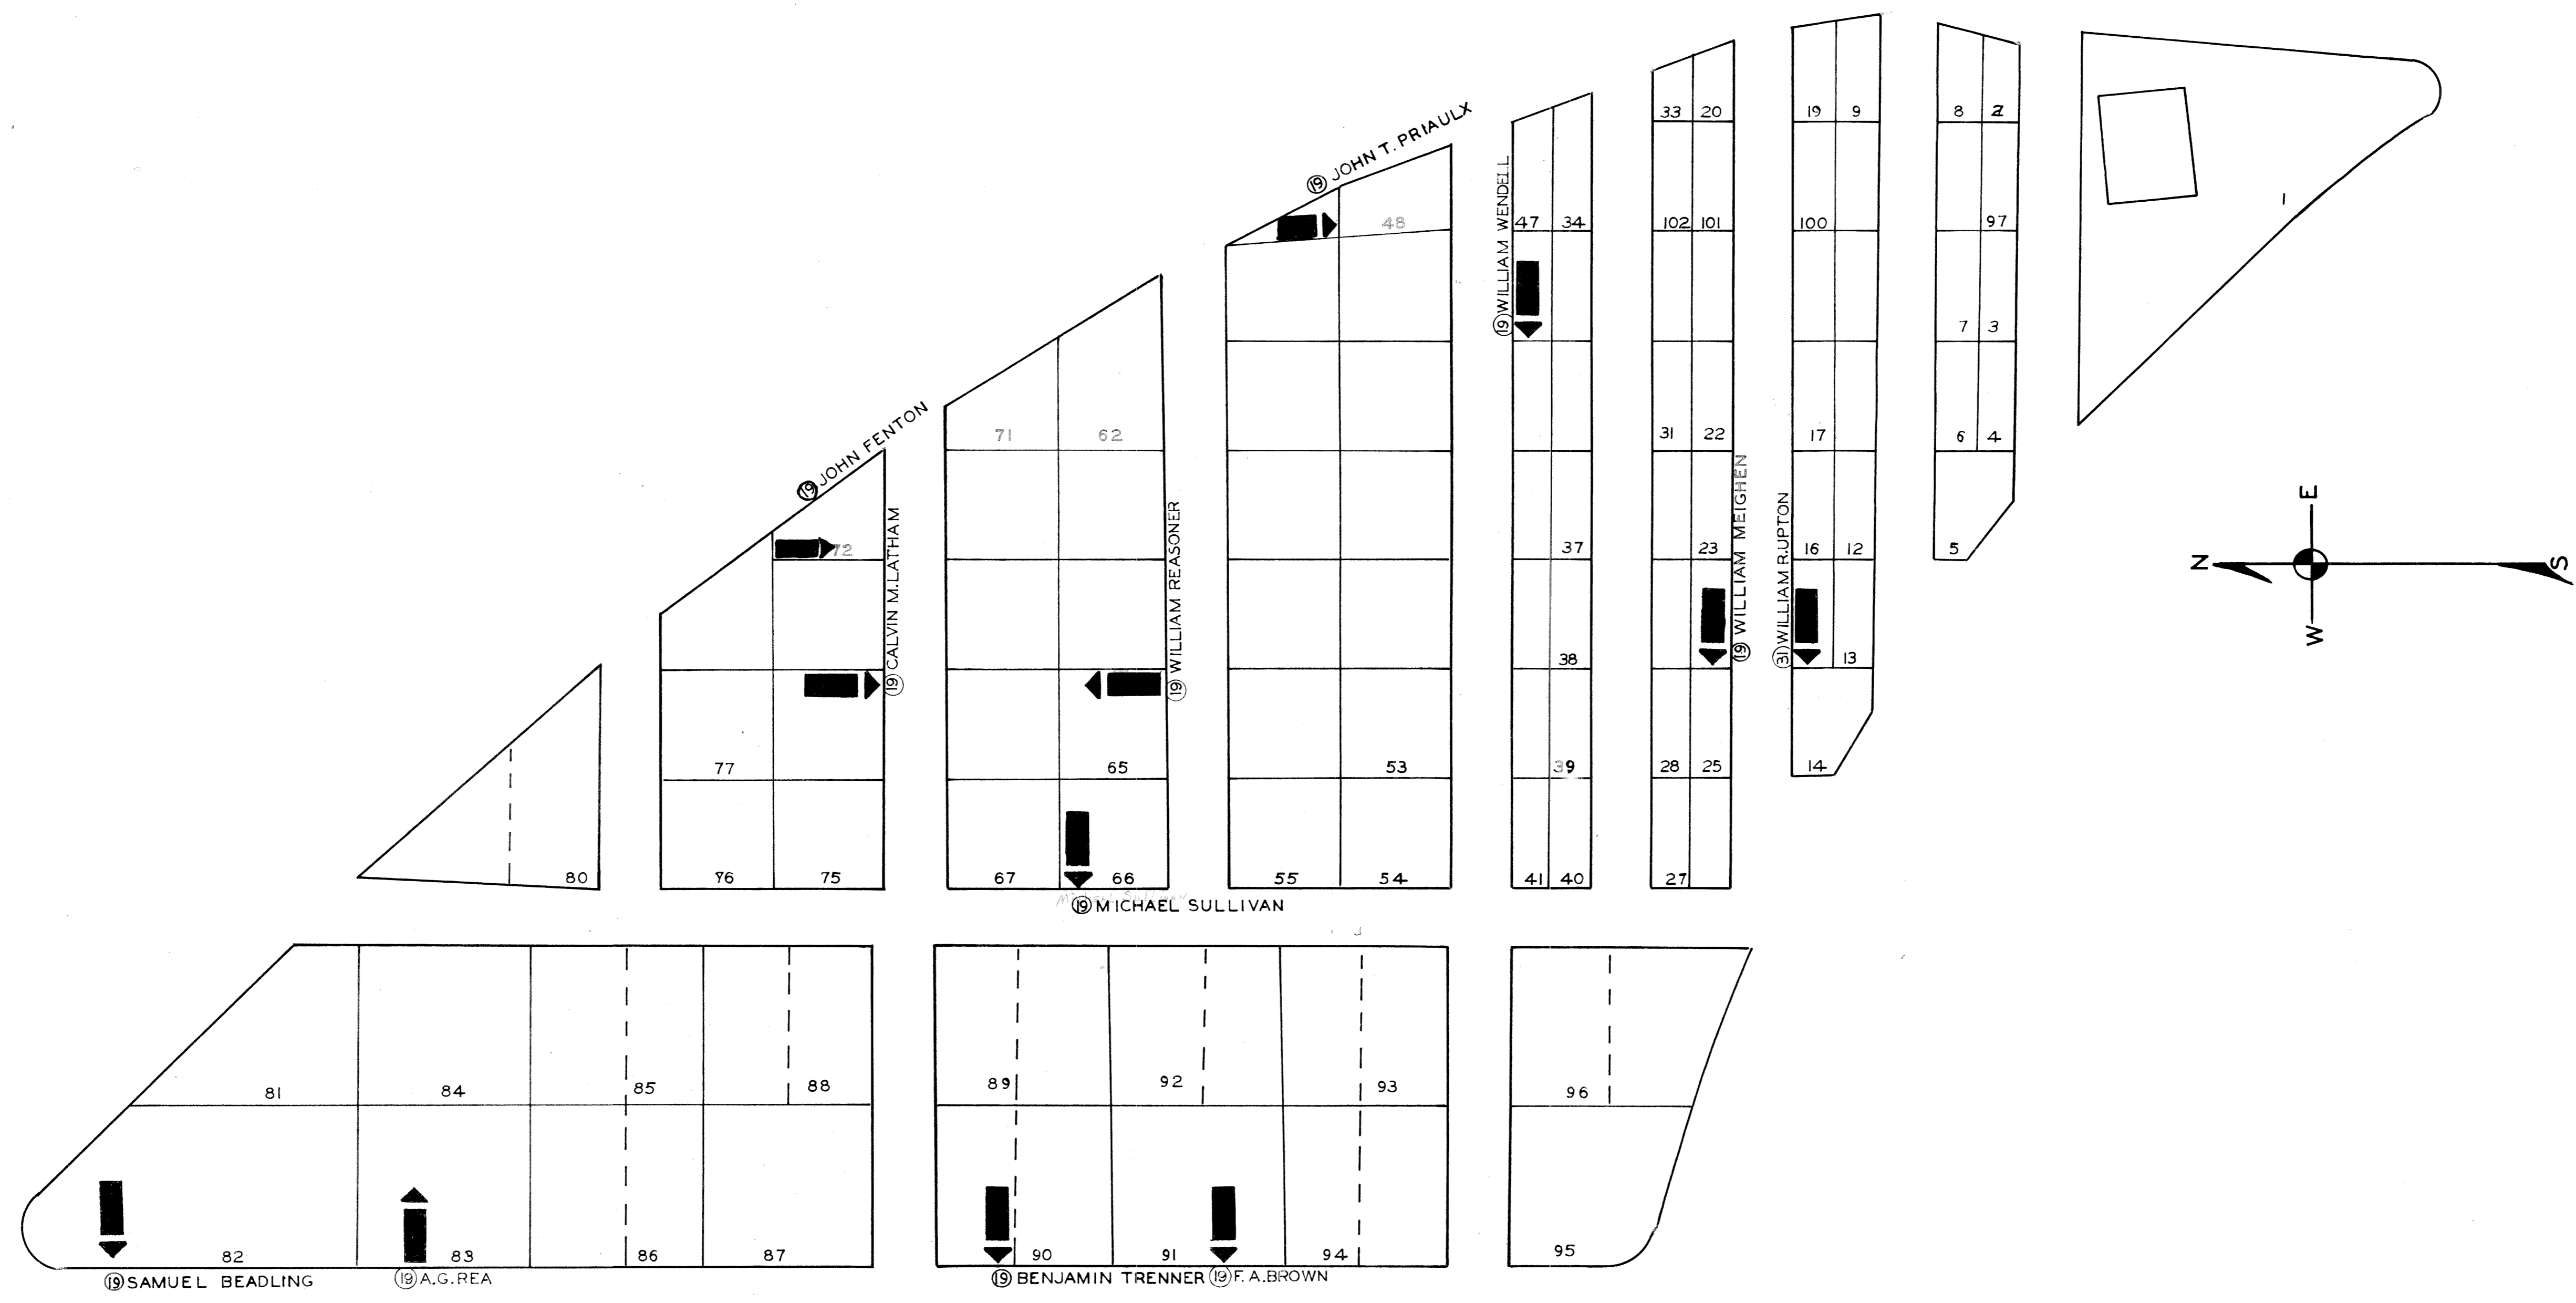 19 JOHN T. PRIAULX
33 20
19 9
8 2
1
19 WILLIAM WENDELL
48
47 34
102 101
100
97
7 3
19 JOHN FENTON
71 62
31 22
17
6 4
E
N S
W
72
19 CALVIN M. LATHAM
19 WILLIAM REASONER
37
23
19 WILLIAM MEIGHEN
31 WILLIAM R. UPTON
16 12
5
38
13
77
65
53
39
28 25
14
80
76 75
67 66
55 54
41 40
27
Michael Sullivan
19 MICHAEL SULLIVAN
81 84 85 88
89 92 93
96
82 83 86 87
90 91 94
95
19 SAMUEL BEADLING
19 A.G. REA
19 BENJAMIN TRENNER
19 F. A. BROWN